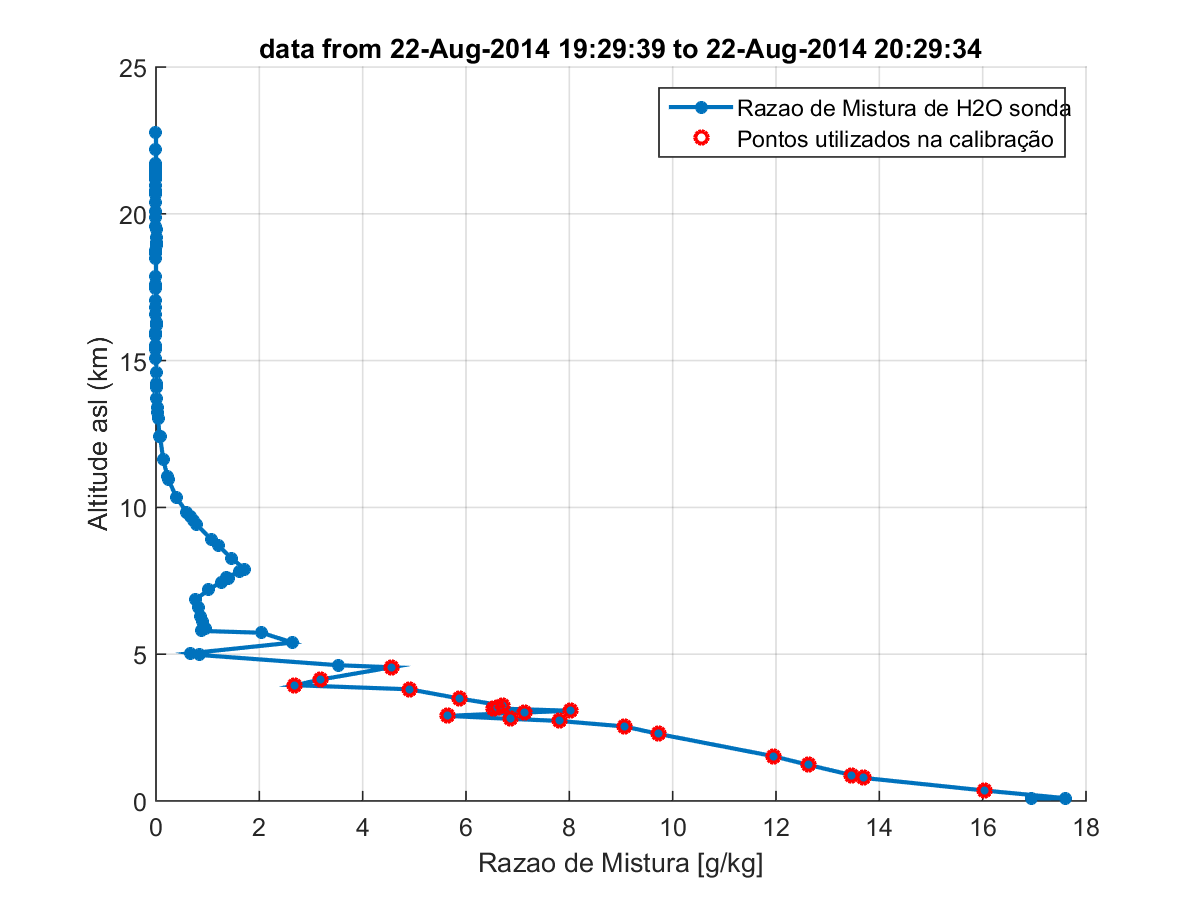 data from 22-Aug-2014 19:29:39 to 22-Aug-2014 20:29:34
25
20
15
10
5
0
Altitude asl (km)
Razao de Mistura de H2O sonda
Pontos utilizados na calibração
0 2 4 6 8 10 12 14 16 18
Razao de Mistura [g/kg]